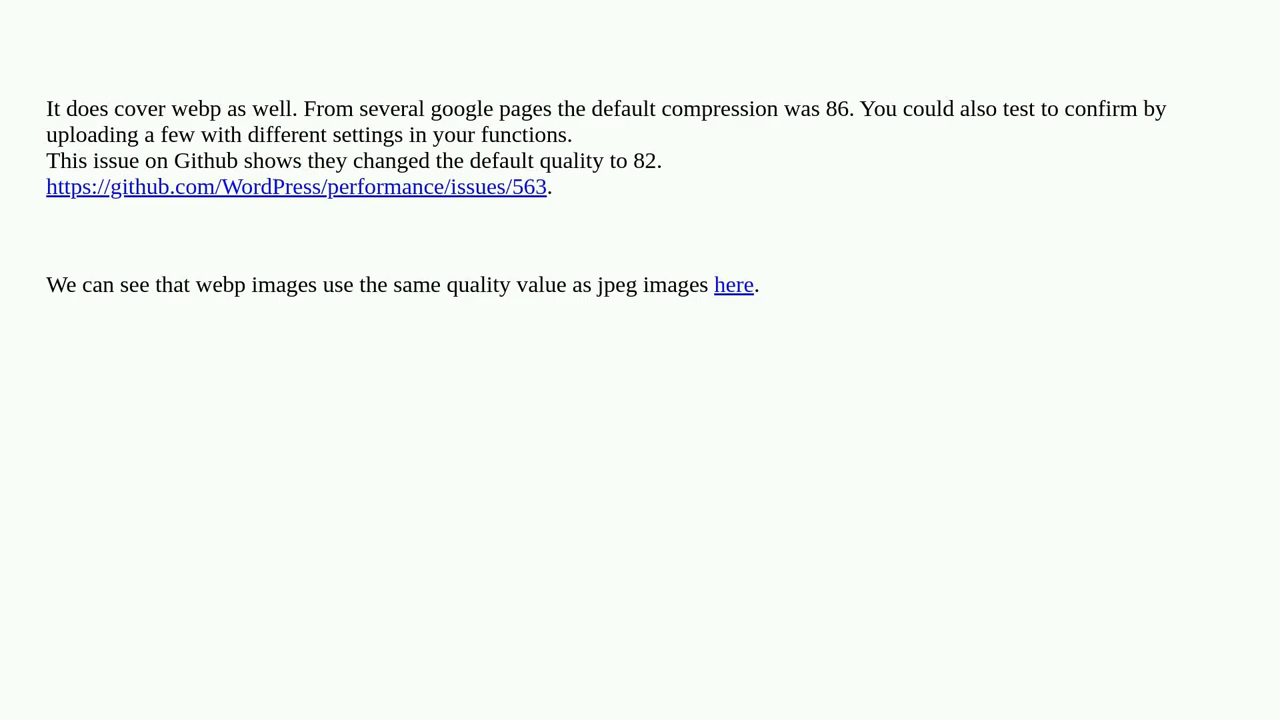 It does cover webp as well. From several google pages the default compression was 86. You could also test to confirm by
uploading a few with different settings in your functions.
This issue on Github shows they changed the default quality to 82.
https://github.com/WordPress/performance/issues/563.
We can see that webp images use the same quality value as jpeg images here.